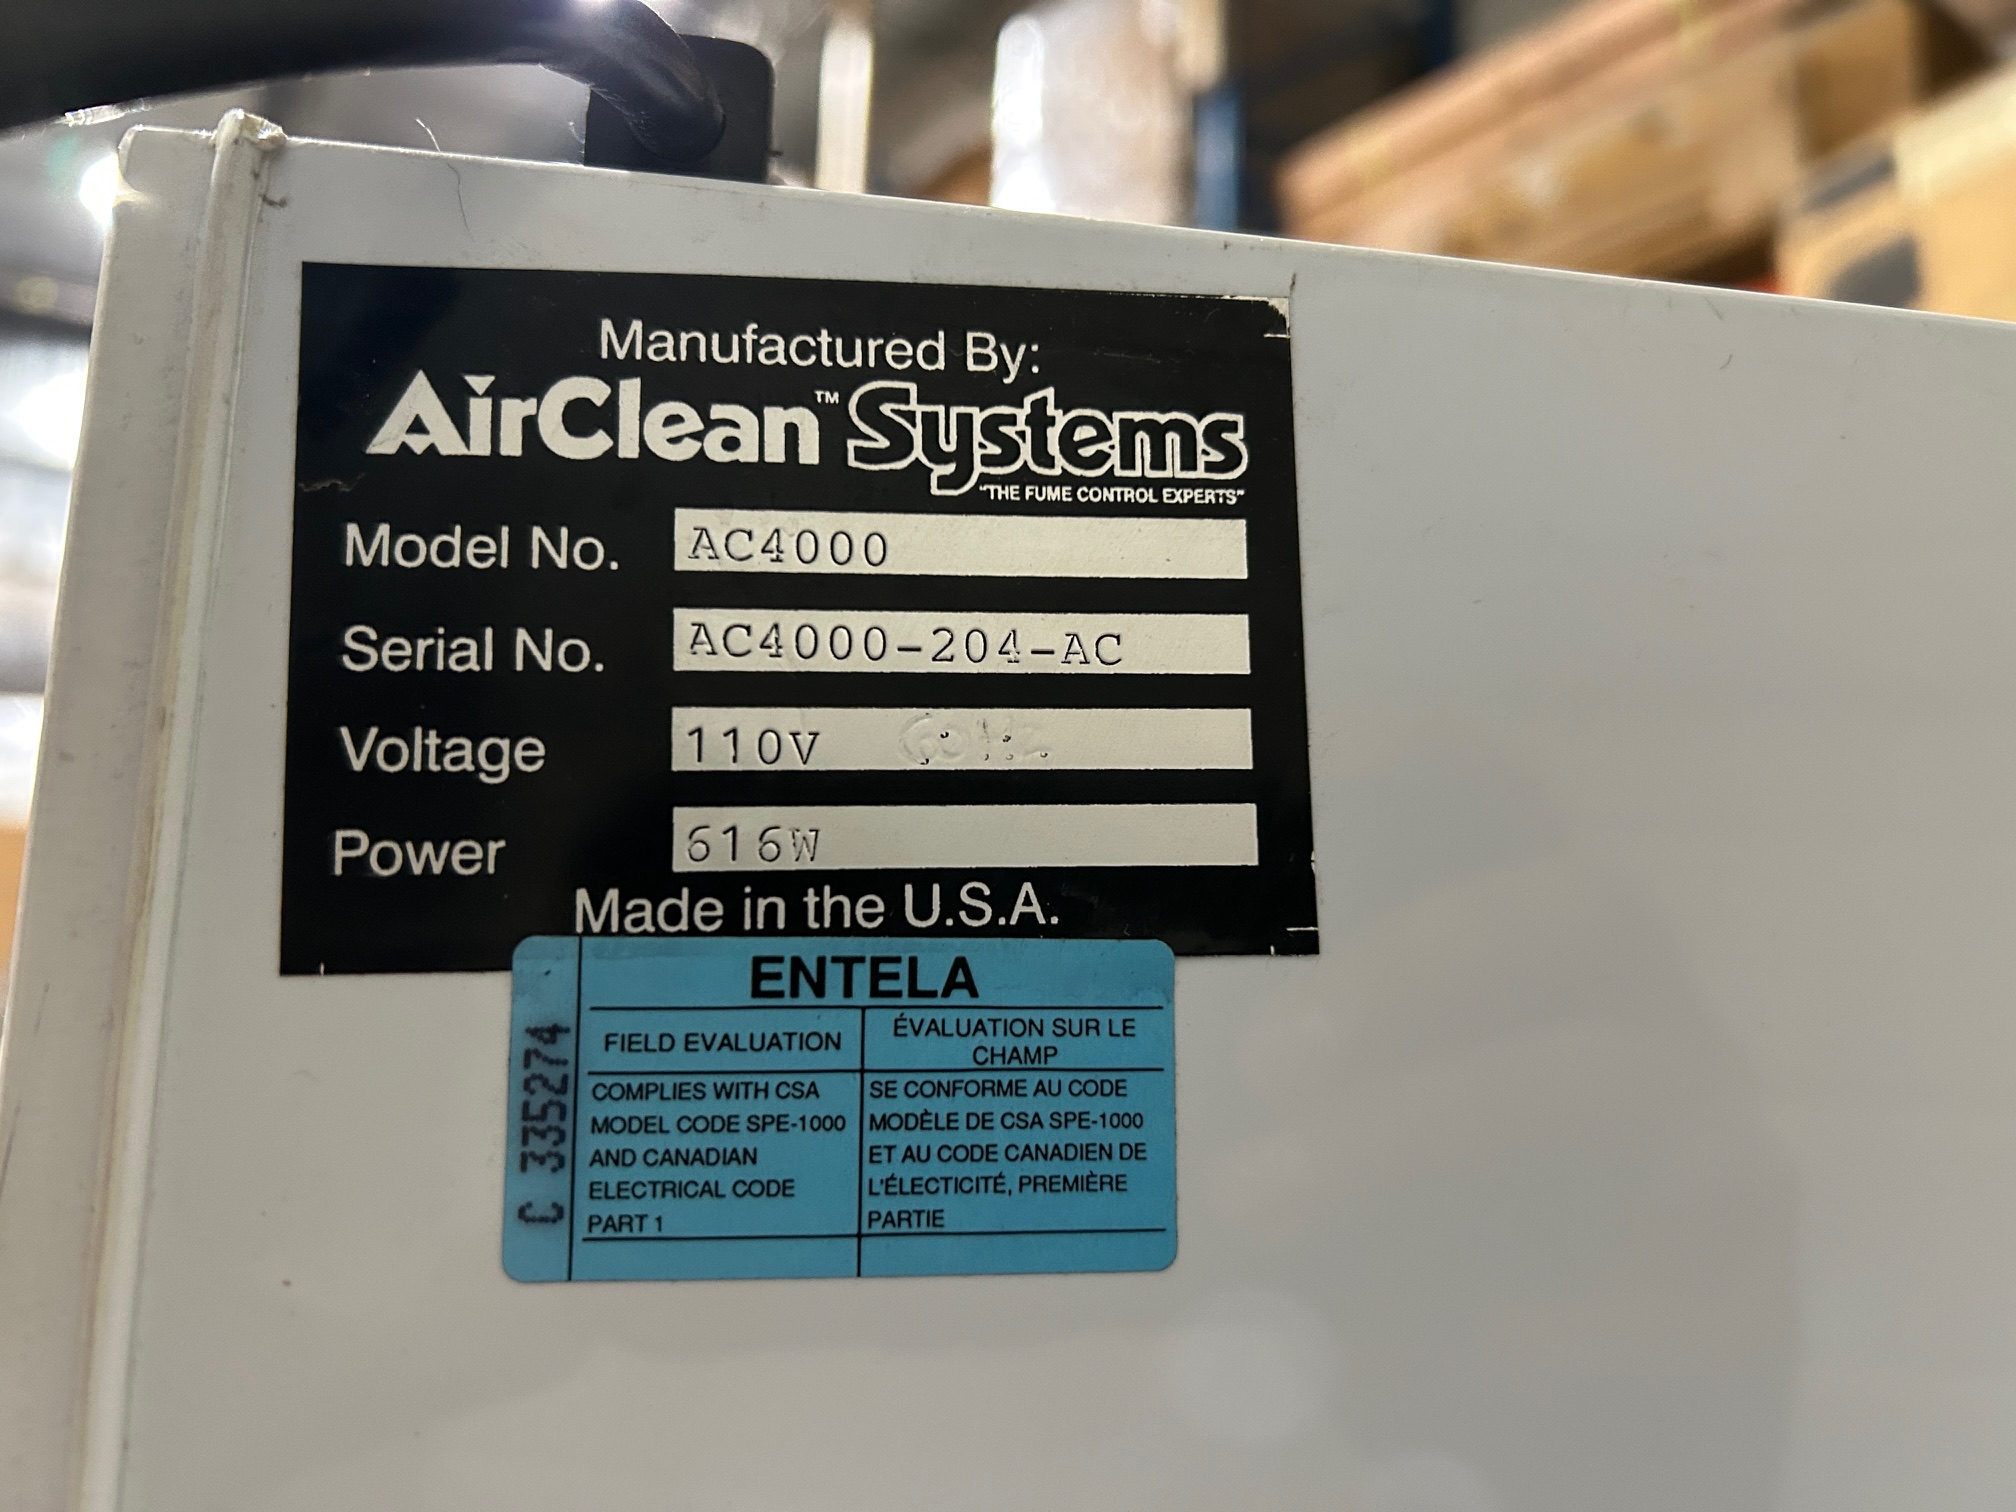 Manufactured By:
AirClean™ Systems
"THE FUME CONTROL EXPERTS"
Model No. AC4000
Serial No. AC4000-204-AC
Voltage 110V 60Hz
Power 616W
Made in the U.S.A.
C 335274
ENTELA
FIELD EVALUATION
COMPLIES WITH CSA
MODEL CODE SPE-1000
AND CANADIAN
ELECTRICAL CODE
PART 1
ÉVALUATION SUR LE
CHAMP
SE CONFORME AU CODE
MODÈLE DE CSA SPE-1000
ET AU CODE CANADIEN DE
L'ÉLECTICITÉ, PREMIÈRE
PARTIE